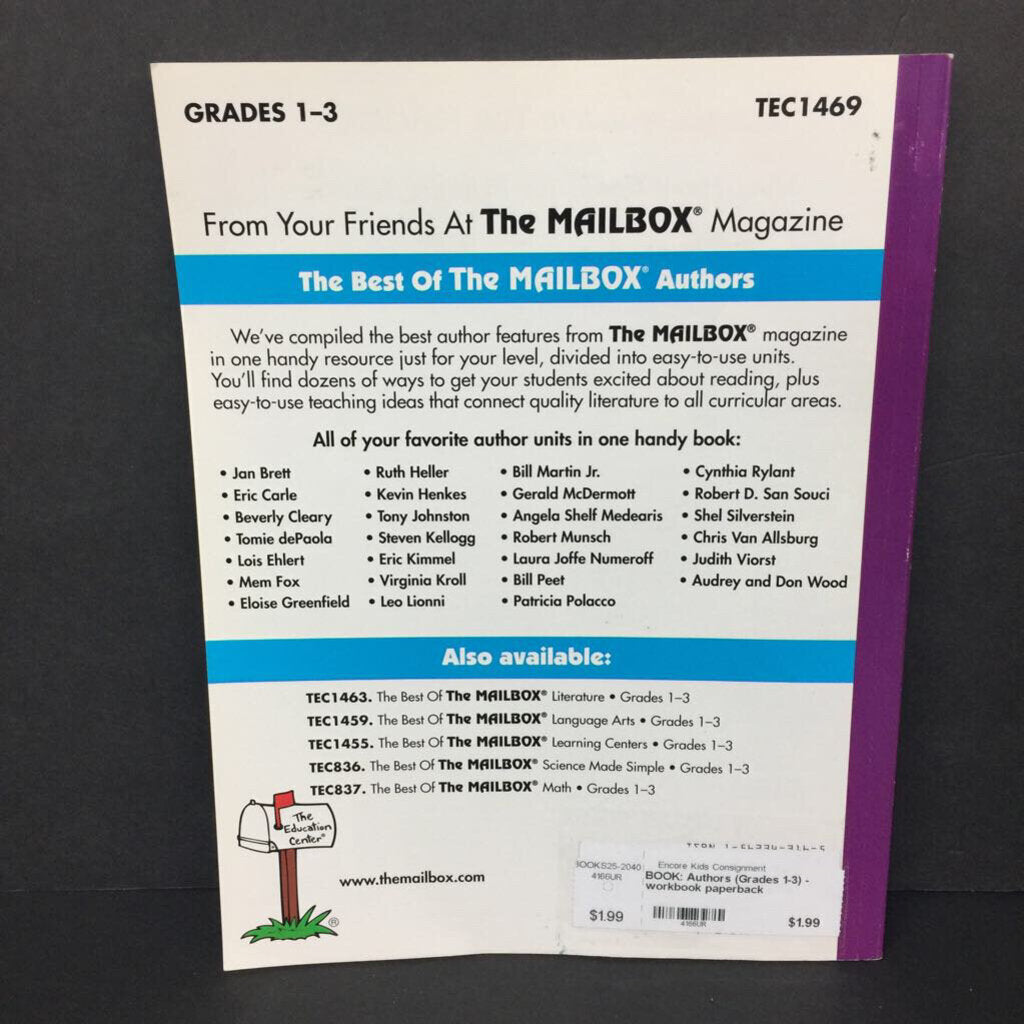 GRADES 1–3
TEC1469
From Your Friends At The MAILBOX® Magazine
The Best Of The MAILBOX® Authors
We've compiled the best author features from The MAILBOX® magazine
in one handy resource just for your level, divided into easy-to-use units.
You'll find dozens of ways to get your students excited about reading, plus
easy-to-use teaching ideas that connect quality literature to all curricular areas.
All of your favorite author units in one handy book:
• Jan Brett
• Eric Carle
• Beverly Cleary
• Tomie dePaola
• Lois Ehlert
• Mem Fox
• Eloise Greenfield
• Ruth Heller
• Kevin Henkes
• Tony Johnston
• Steven Kellogg
• Eric Kimmel
• Virginia Kroll
• Leo Lionni
• Bill Martin Jr.
• Gerald McDermott
• Angela Shelf Medearis
• Robert Munsch
• Laura Joffe Numeroff
• Bill Peet
• Patricia Polacco
• Cynthia Rylant
• Robert D. San Souci
• Shel Silverstein
• Chris Van Allsburg
• Judith Viorst
• Audrey and Don Wood
Also available:
TEC1463. The Best Of The MAILBOX® Literature • Grades 1–3
TEC1459. The Best Of The MAILBOX® Language Arts • Grades 1–3
TEC1455. The Best Of The MAILBOX® Learning Centers • Grades 1–3
TEC836. The Best Of The MAILBOX® Science Made Simple • Grades 1–3
TEC837. The Best Of The MAILBOX® Math • Grades 1–3
The
Education
Center®
www.themailbox.com
®
4166UR
$1.99
Encore Kids Consignment
BOOK: Authors (Grades 1-3) -
workbook paperback
4166UR
$1.99